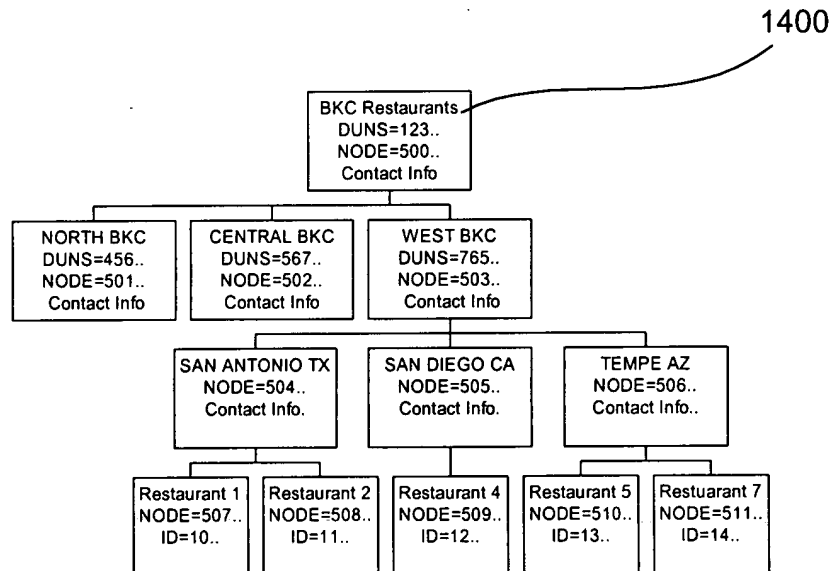 1400
BKC Restaurants
DUNS=123..
NODE=500..
Contact Info
NORTH BKC
DUNS=456..
NODE=501..
Contact Info
CENTRAL BKC
DUNS=567..
NODE=502..
Contact Info
WEST BKC
DUNS=765..
NODE=503..
Contact Info
SAN ANTONIO TX
NODE=504..
Contact Info.
SAN DIEGO CA
NODE=505..
Contact Info.
TEMPE AZ
NODE=506..
Contact Info..
Restaurant 1
NODE=507..
ID=10..
Restaurant 2
NODE=508..
ID=11..
Restaurant 4
NODE=509..
ID=12..
Restaurant 5
NODE=510..
ID=13..
Restuarant 7
NODE=511..
ID=14..